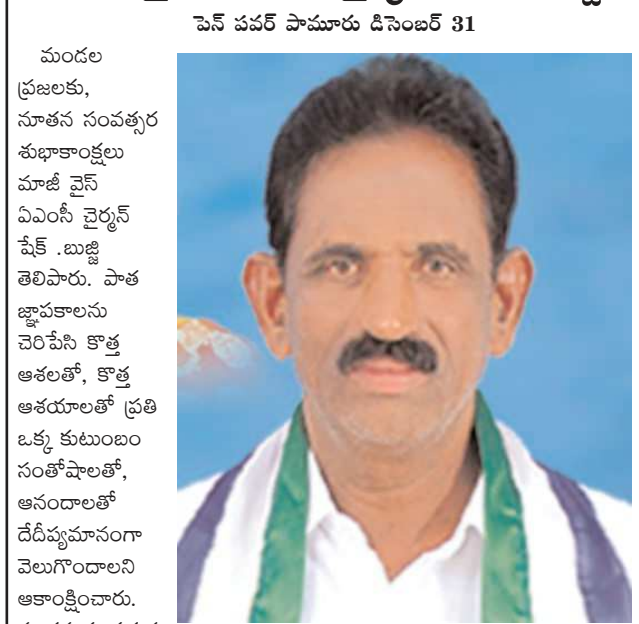 పెన్ పవర్ పామూరు డిసెంబర్ 31
మండల
ప్రజలకు,
నూతన సంవత్సర
శుభాకాంక్షలు
మాజీ వైస్
ఏఎంసీ చైర్మన్
షేక్ .బుజ్జి
తెలిపారు. పాత
జ్ఞాపకాలను
చెరిపేసి కొత్త
ఆశలతో, కొత్త
ఆశయాలతో ప్రతి
ఒక్క కుటుంబం
సంతోషాలతో,
ఆనందాలతో
దేదీప్యమానంగా
వెలుగొందాలని
ఆకాంక్షించారు.